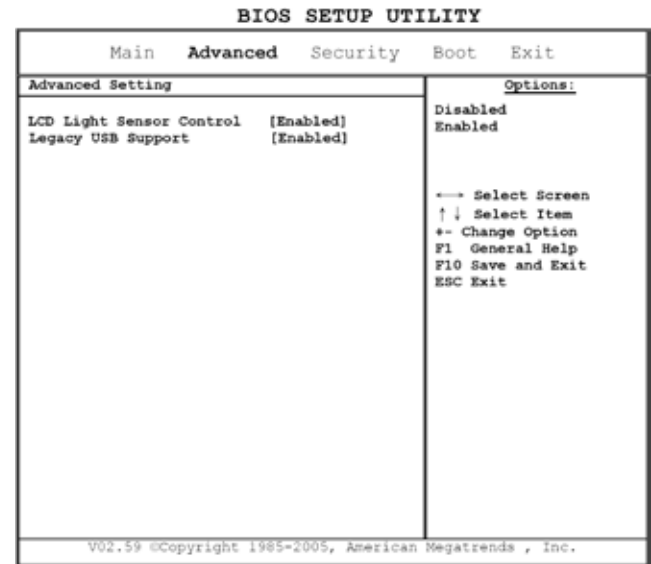 BIOS SETUP UTILITY
Main Advanced Security Boot Exit
Advanced Setting
LCD Light Sensor Control [Enabled]
Legacy USB Support [Enabled]
Options:
Disabled
Enabled
←→ Select Screen
↑↓ Select Item
+- Change Option
F1 General Help
F10 Save and Exit
ESC Exit
V02.59 ©Copyright 1985-2005, American Megatrends , Inc.